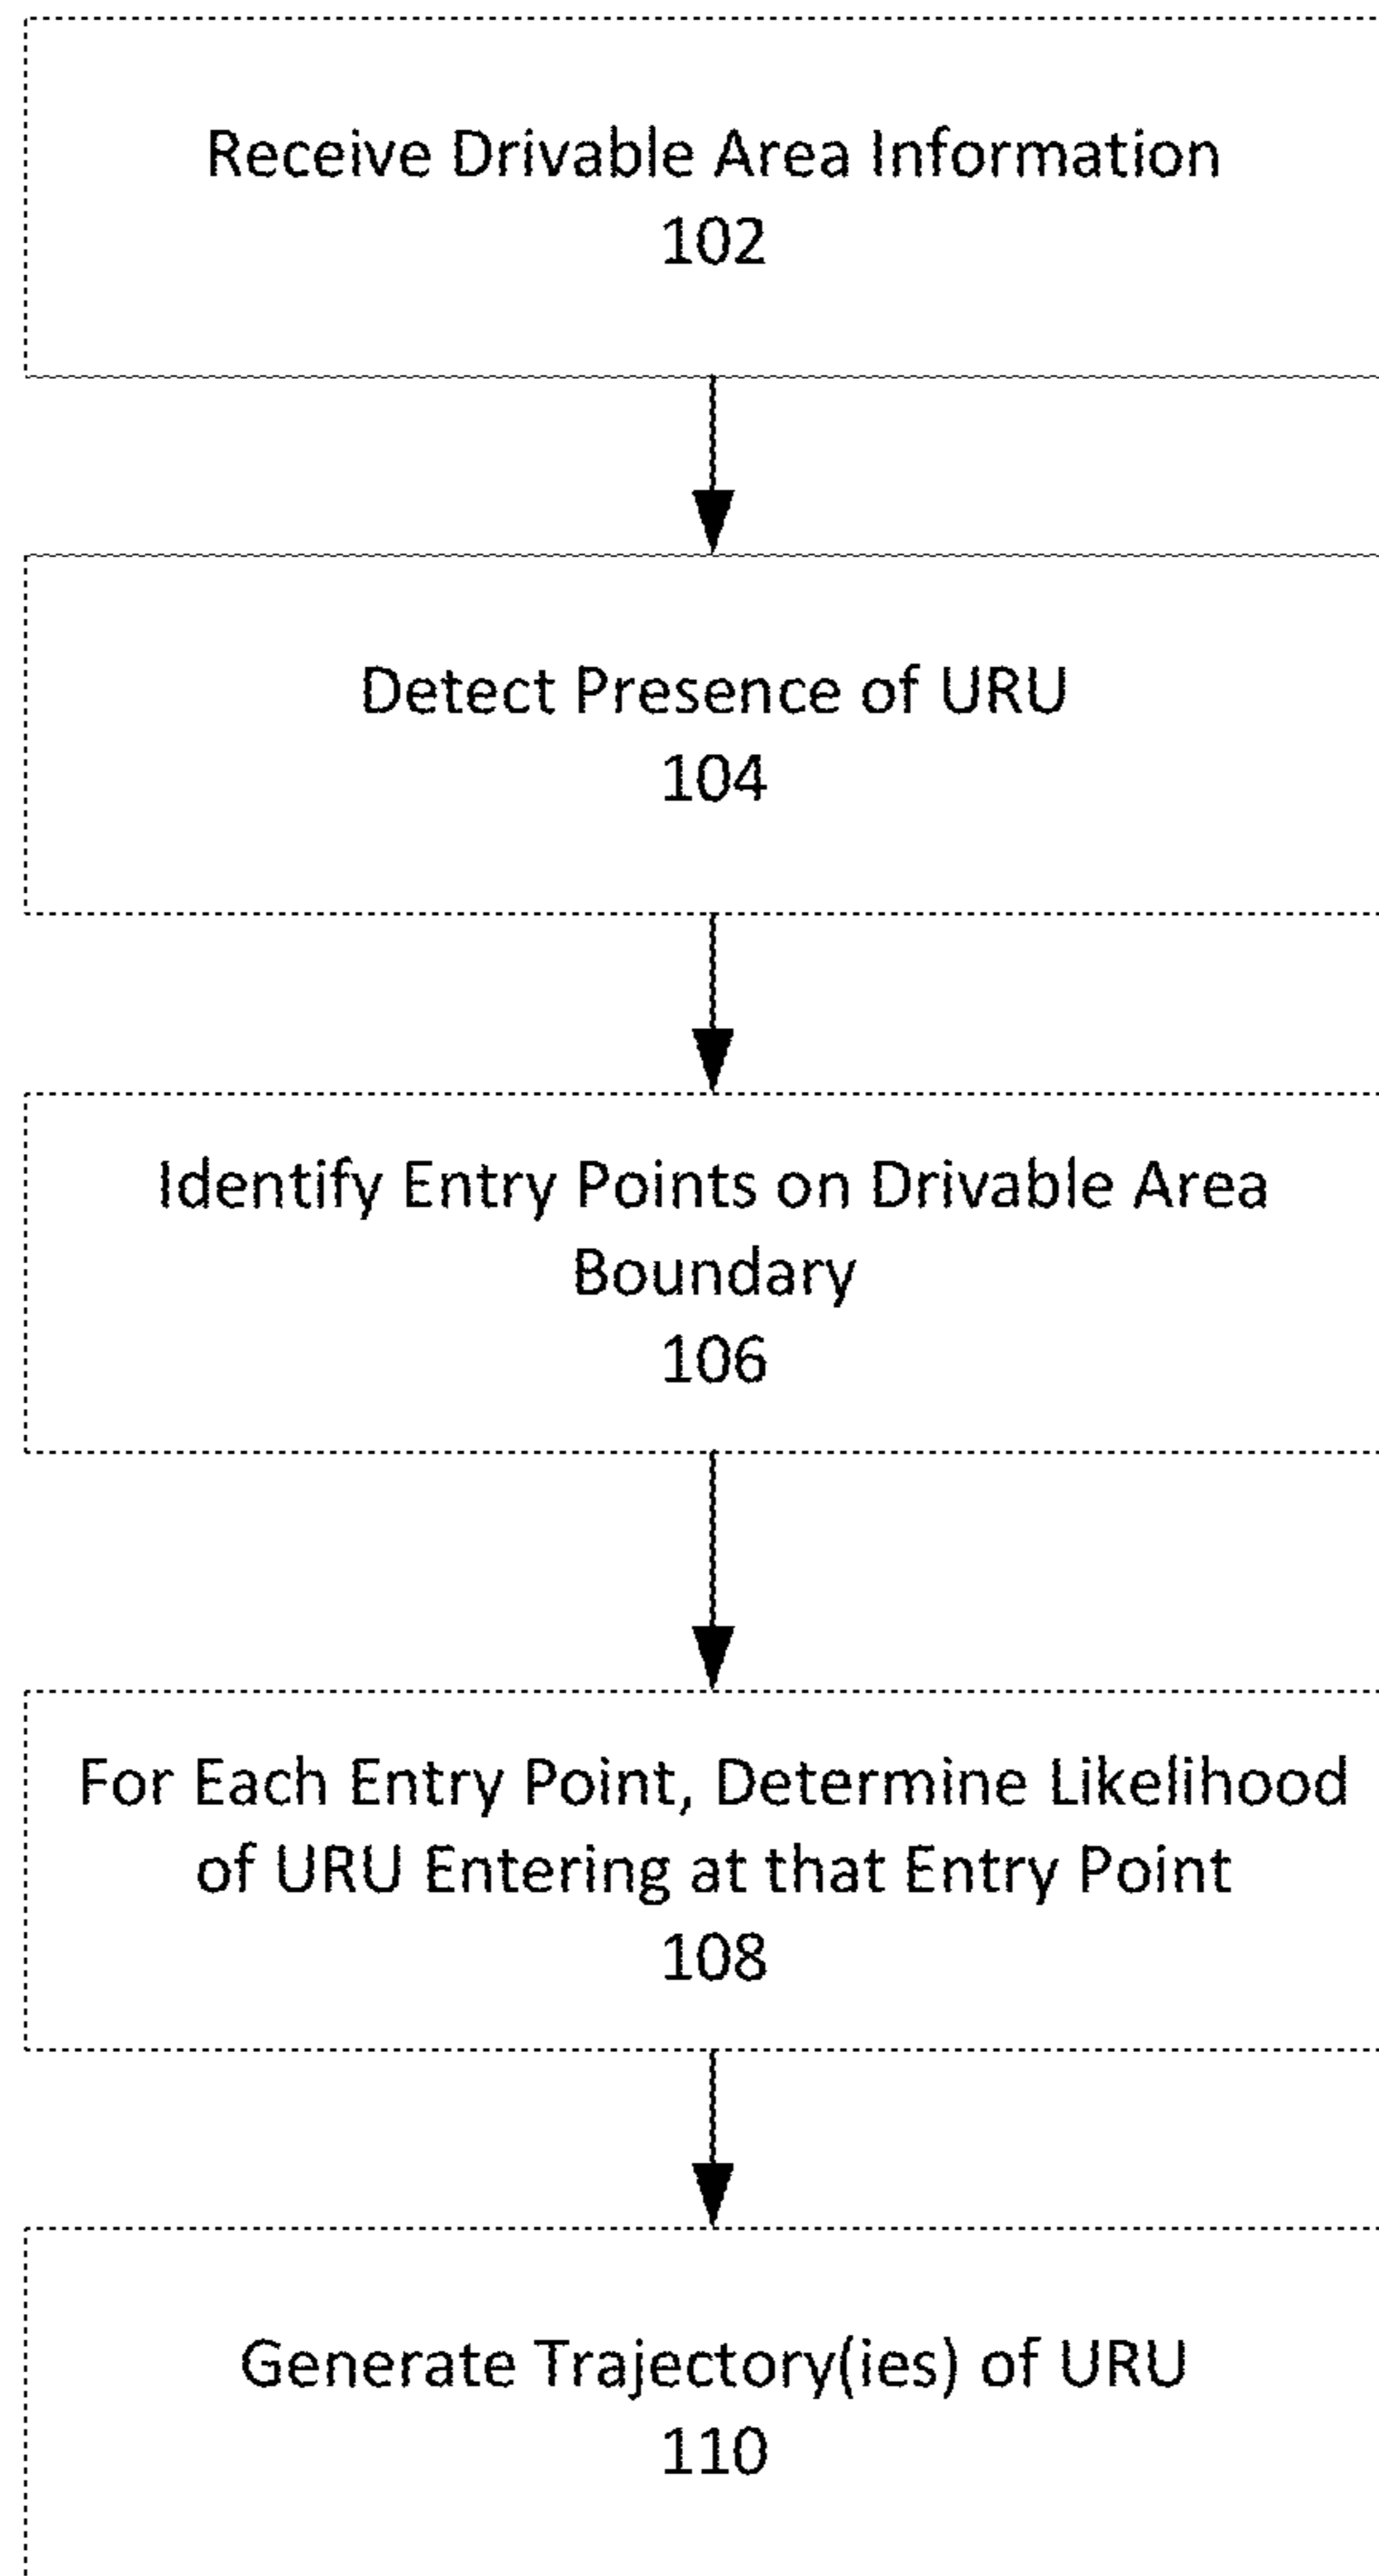 Receive Drivable Area Information
102
Detect Presence of URU
104
Identify Entry Points on Drivable Area
Boundary
106
For Each Entry Point, Determine Likelihood
of URU Entering at that Entry Point
108
Generate Trajectory(ies) of URU
110